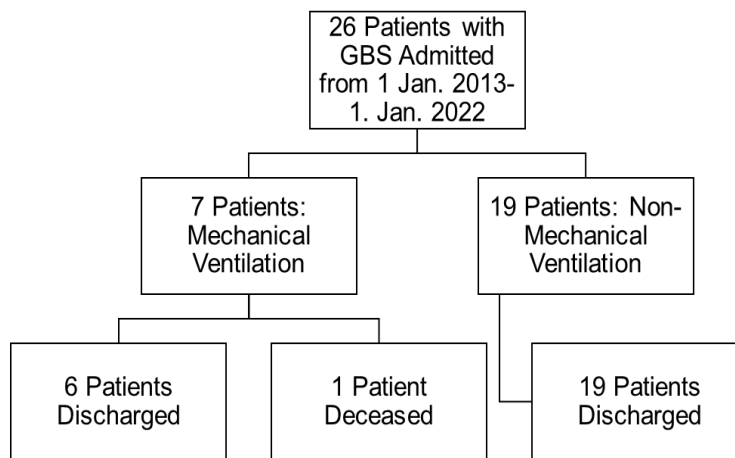 26 Patients with
GBS Admitted
from 1 Jan. 2013-
1. Jan. 2022
7 Patients:
Mechanical
Ventilation
19 Patients: Non-
Mechanical
Ventilation
6 Patients
Discharged
1 Patient
Deceased
19 Patients
Discharged